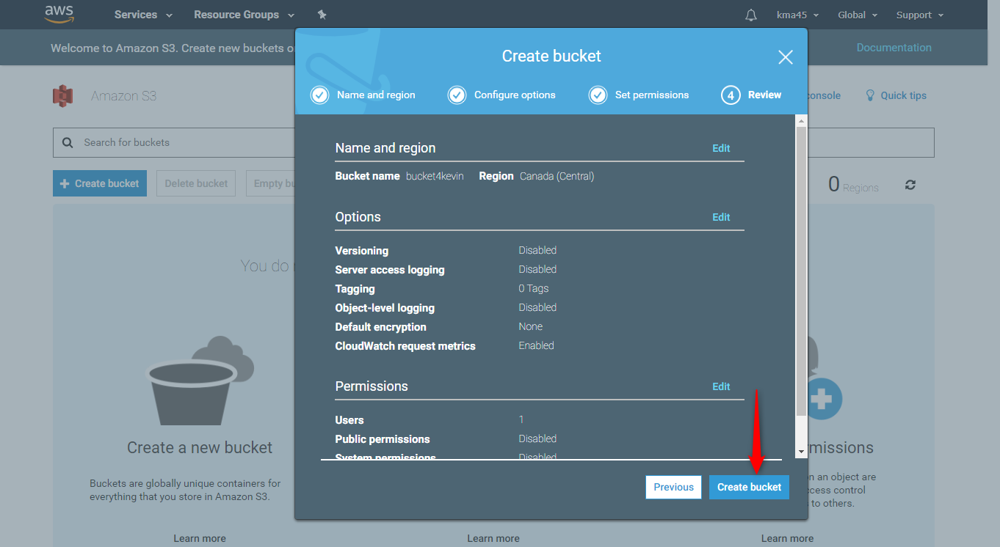 aws Services Resource Groups kma45 Global Support
Welcome to Amazon S3. Create new buckets Documentation
Create bucket
Name and region Configure options Set permissions 4 Review
Amazon S3 console Quick tips
Search for buckets
Create bucket Delete bucket Empty
0 Regions
Name and region Edit
Bucket name bucket4kevin Region Canada (Central)
Options Edit
Versioning Disabled
Server access logging Disabled
Tagging 0 Tags
Object-level logging Disabled
Default encryption None
CloudWatch request metrics Enabled
Permissions Edit
Users 1
Public permissions Disabled
System permissions Disabled
Previous Create bucket
You do
Create a new bucket
Buckets are globally unique containers for
everything that you store in Amazon S3.
Learn more
Learn more
rmissions
on an object are
ccess control
to others.
Learn more